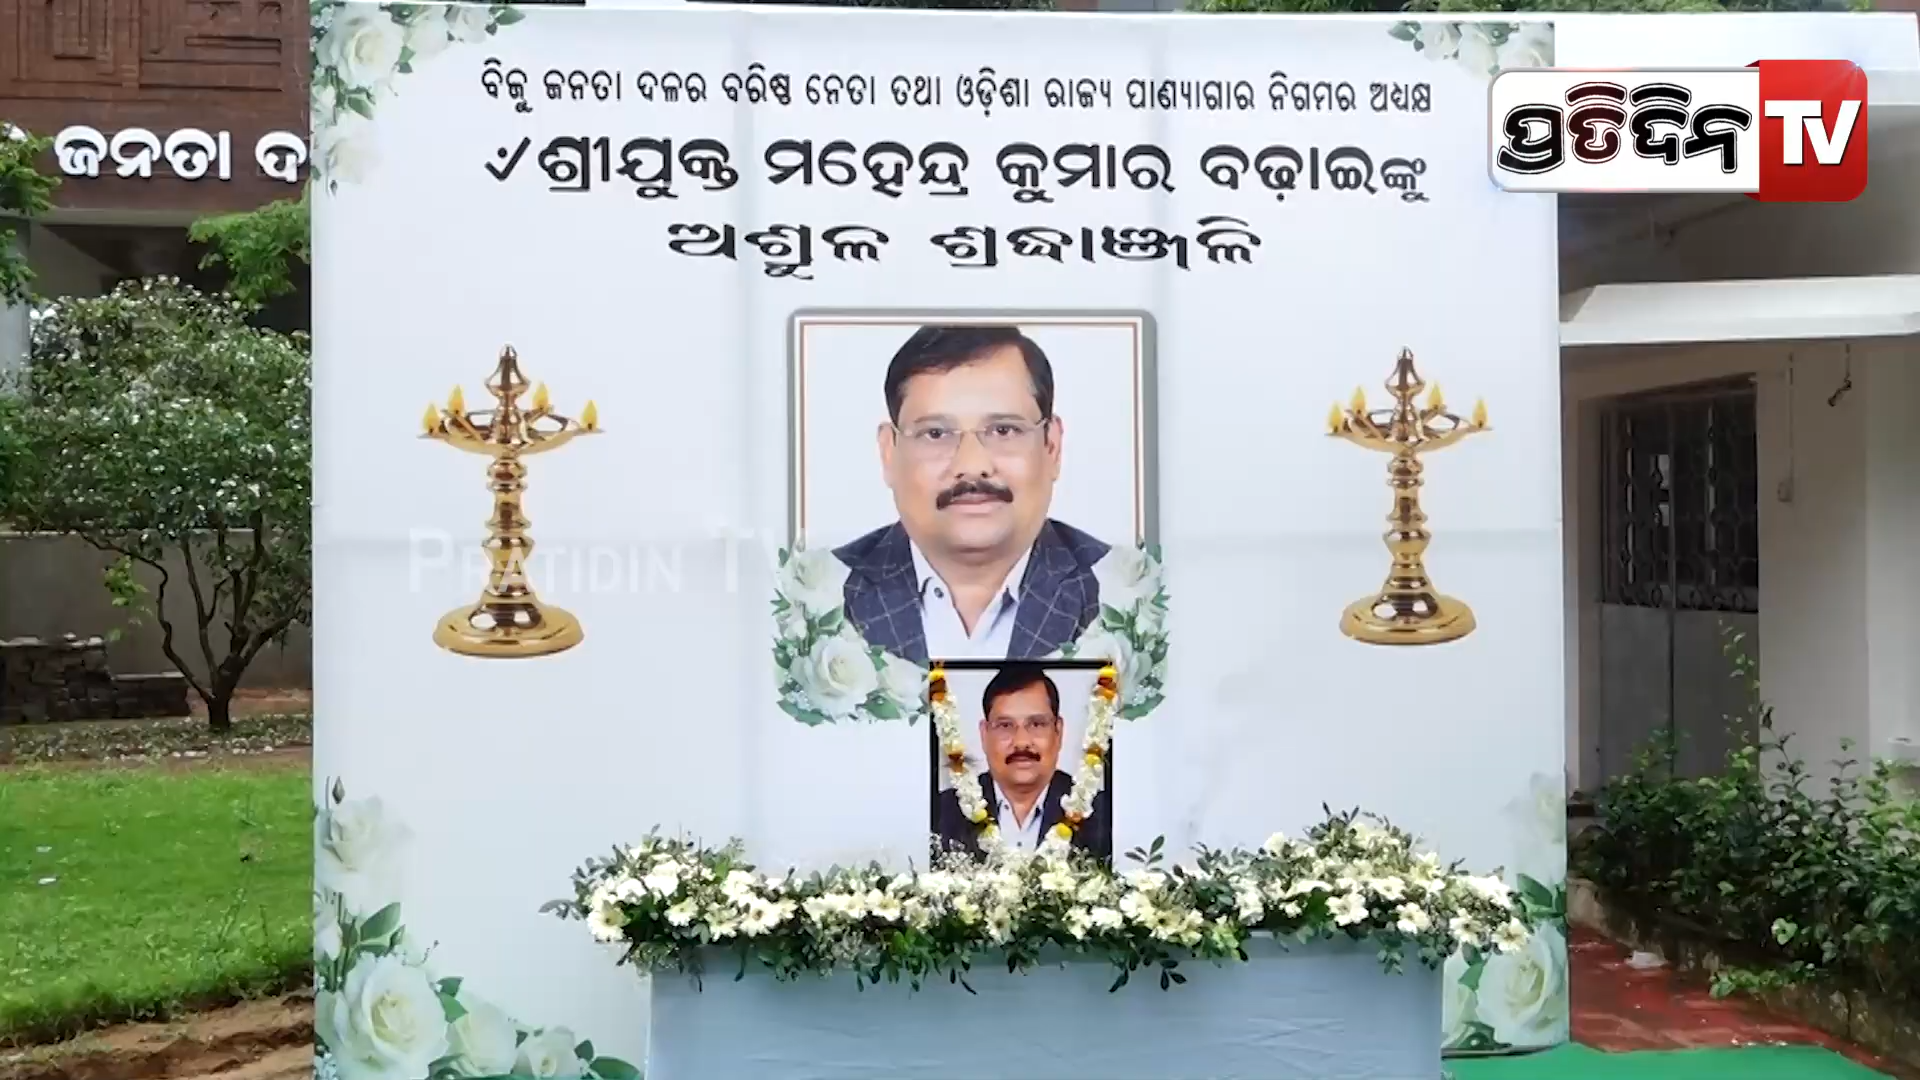 ବିଜୁ ଜନତା ଦଳର ବରିଷ୍ଠ ନେତା ତଥା ଓଡ଼ିଶା ରାଜ୍ୟ ପାଣ୍ୟାଗାର ନିଗମର ଅଧ୍ୟକ୍ଷ
ଶ୍ରୀଯୁକ୍ତ ମହେନ୍ଦ୍ର କୁମାର ବଢ଼ାଇଙ୍କୁ
ଅଶ୍ରୁଳ ଶ୍ରଦ୍ଧାଞ୍ଜଳି
ଜନତା ଦ
ପ୍ରତିଦିନ TV
PRATIDIN TV